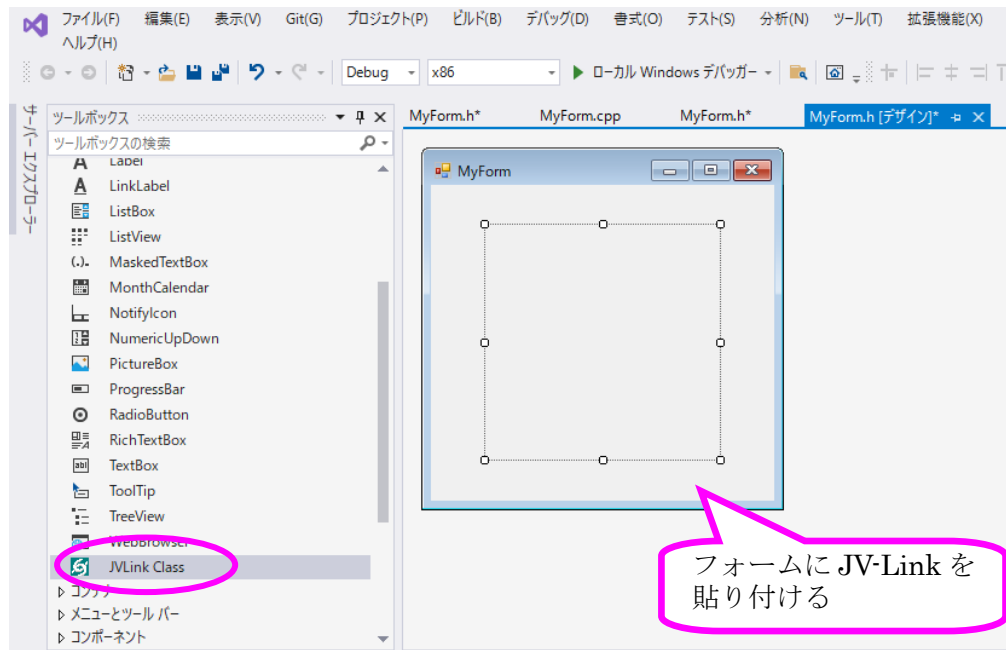 ファイル(F) 編集(E) 表示(V) Git(G) プロジェクト(P) ビルド(B) デバッグ(D) 書式(O) テスト(S) 分析(N) ツール(T) 拡張機能(X)
ヘルプ(H)
Debug x86 ローカル Windows デバッガー
サーバー エクスプローラー
ツールボックス
MyForm.h* MyForm.cpp MyForm.h* MyForm.h [デザイン]*
ツールボックスの検索
Label
MyForm
LinkLabel
ListBox
ListView
MaskedTextBox
MonthCalendar
NotifyIcon
NumericUpDown
PictureBox
ProgressBar
RadioButton
RichTextBox
TextBox
ToolTip
TreeView
WebBrowser
JVLink Class
コンテナー
メニューとツール バー
コンポーネント
フォームに JV-Link を
貼り付ける